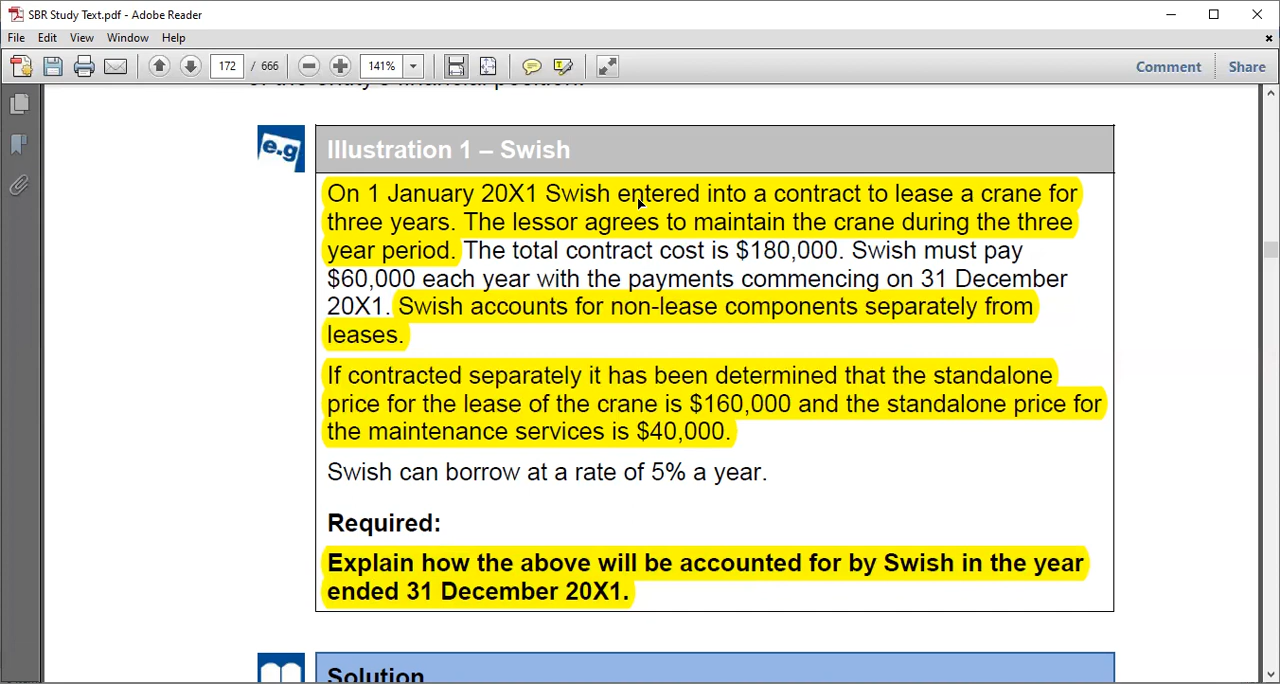 SBR Study Text.pdf - Adobe Reader
File Edit View Window Help
172 / 666 141% Comment Share
of the entity's financial position.
e.g Illustration 1 – Swish
On 1 January 20X1 Swish entered into a contract to lease a crane for
three years. The lessor agrees to maintain the crane during the three
year period. The total contract cost is $180,000. Swish must pay
$60,000 each year with the payments commencing on 31 December
20X1. Swish accounts for non-lease components separately from
leases.
If contracted separately it has been determined that the standalone
price for the lease of the crane is $160,000 and the standalone price for
the maintenance services is $40,000.
Swish can borrow at a rate of 5% a year.
Required:
Explain how the above will be accounted for by Swish in the year
ended 31 December 20X1.
Solution